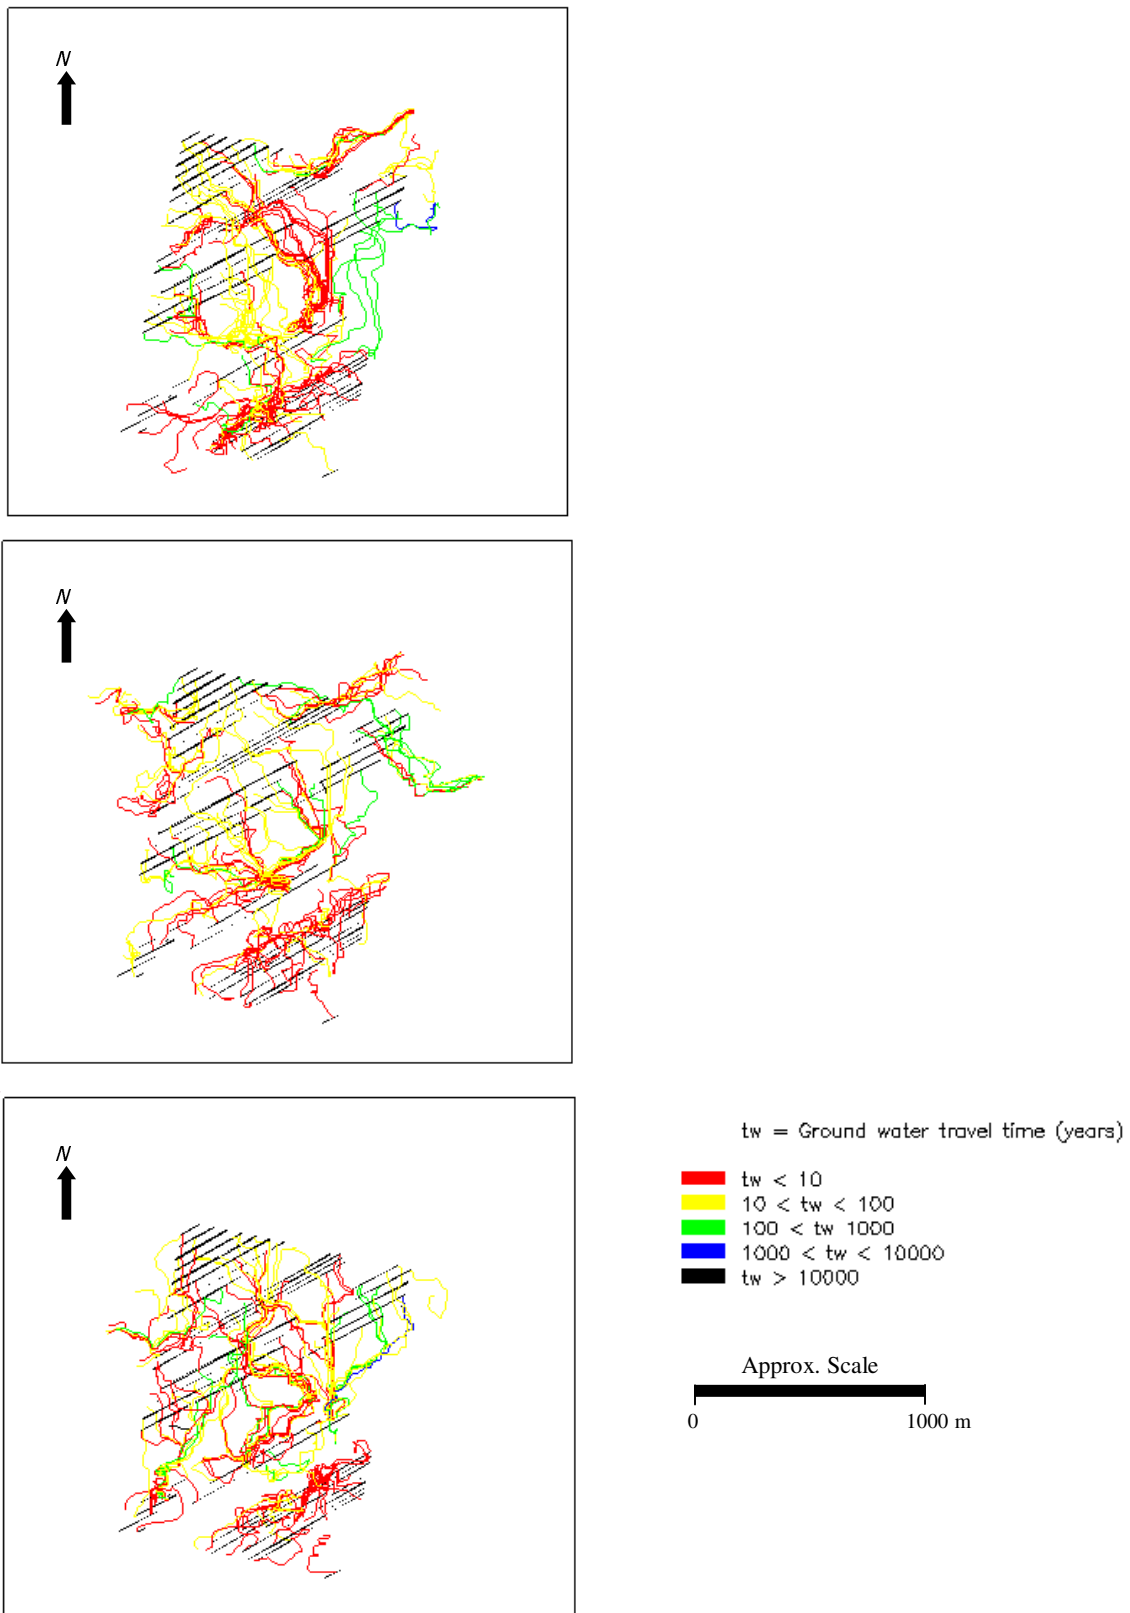 N
N
N
tw = Ground water travel time (years)
tw < 10
10 < tw < 100
100 < tw 1000
1000 < tw < 10000
tw > 10000
Approx. Scale
0 1000 m